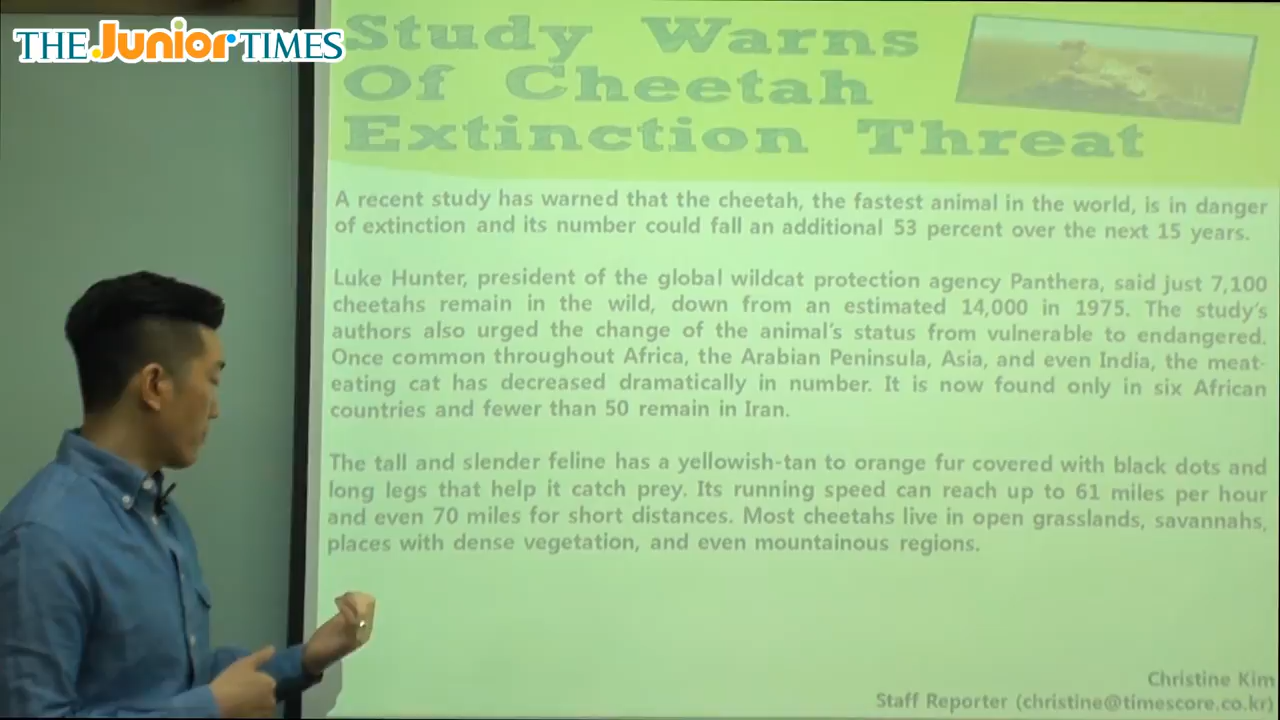 THE Junior TIMES
Study Warns
Of Cheetah
Extinction Threat
A recent study has warned that the cheetah, the fastest animal in the world, is in danger
of extinction and its number could fall an additional 53 percent over the next 15 years.
Luke Hunter, president of the global wildcat protection agency Panthera, said just 7,100
cheetahs remain in the wild, down from an estimated 14,000 in 1975. The study's
authors also urged the change of the animal's status from vulnerable to endangered.
Once common throughout Africa, the Arabian Peninsula, Asia, and even India, the meat-
eating cat has decreased dramatically in number. It is now found only in six African
countries and fewer than 50 remain in Iran.
The tall and slender feline has a yellowish-tan to orange fur covered with black dots and
long legs that help it catch prey. Its running speed can reach up to 61 miles per hour
and even 70 miles for short distances. Most cheetahs live in open grasslands, savannahs,
places with dense vegetation, and even mountainous regions.
Christine Kim
Staff Reporter (christine@timescore.co.kr)